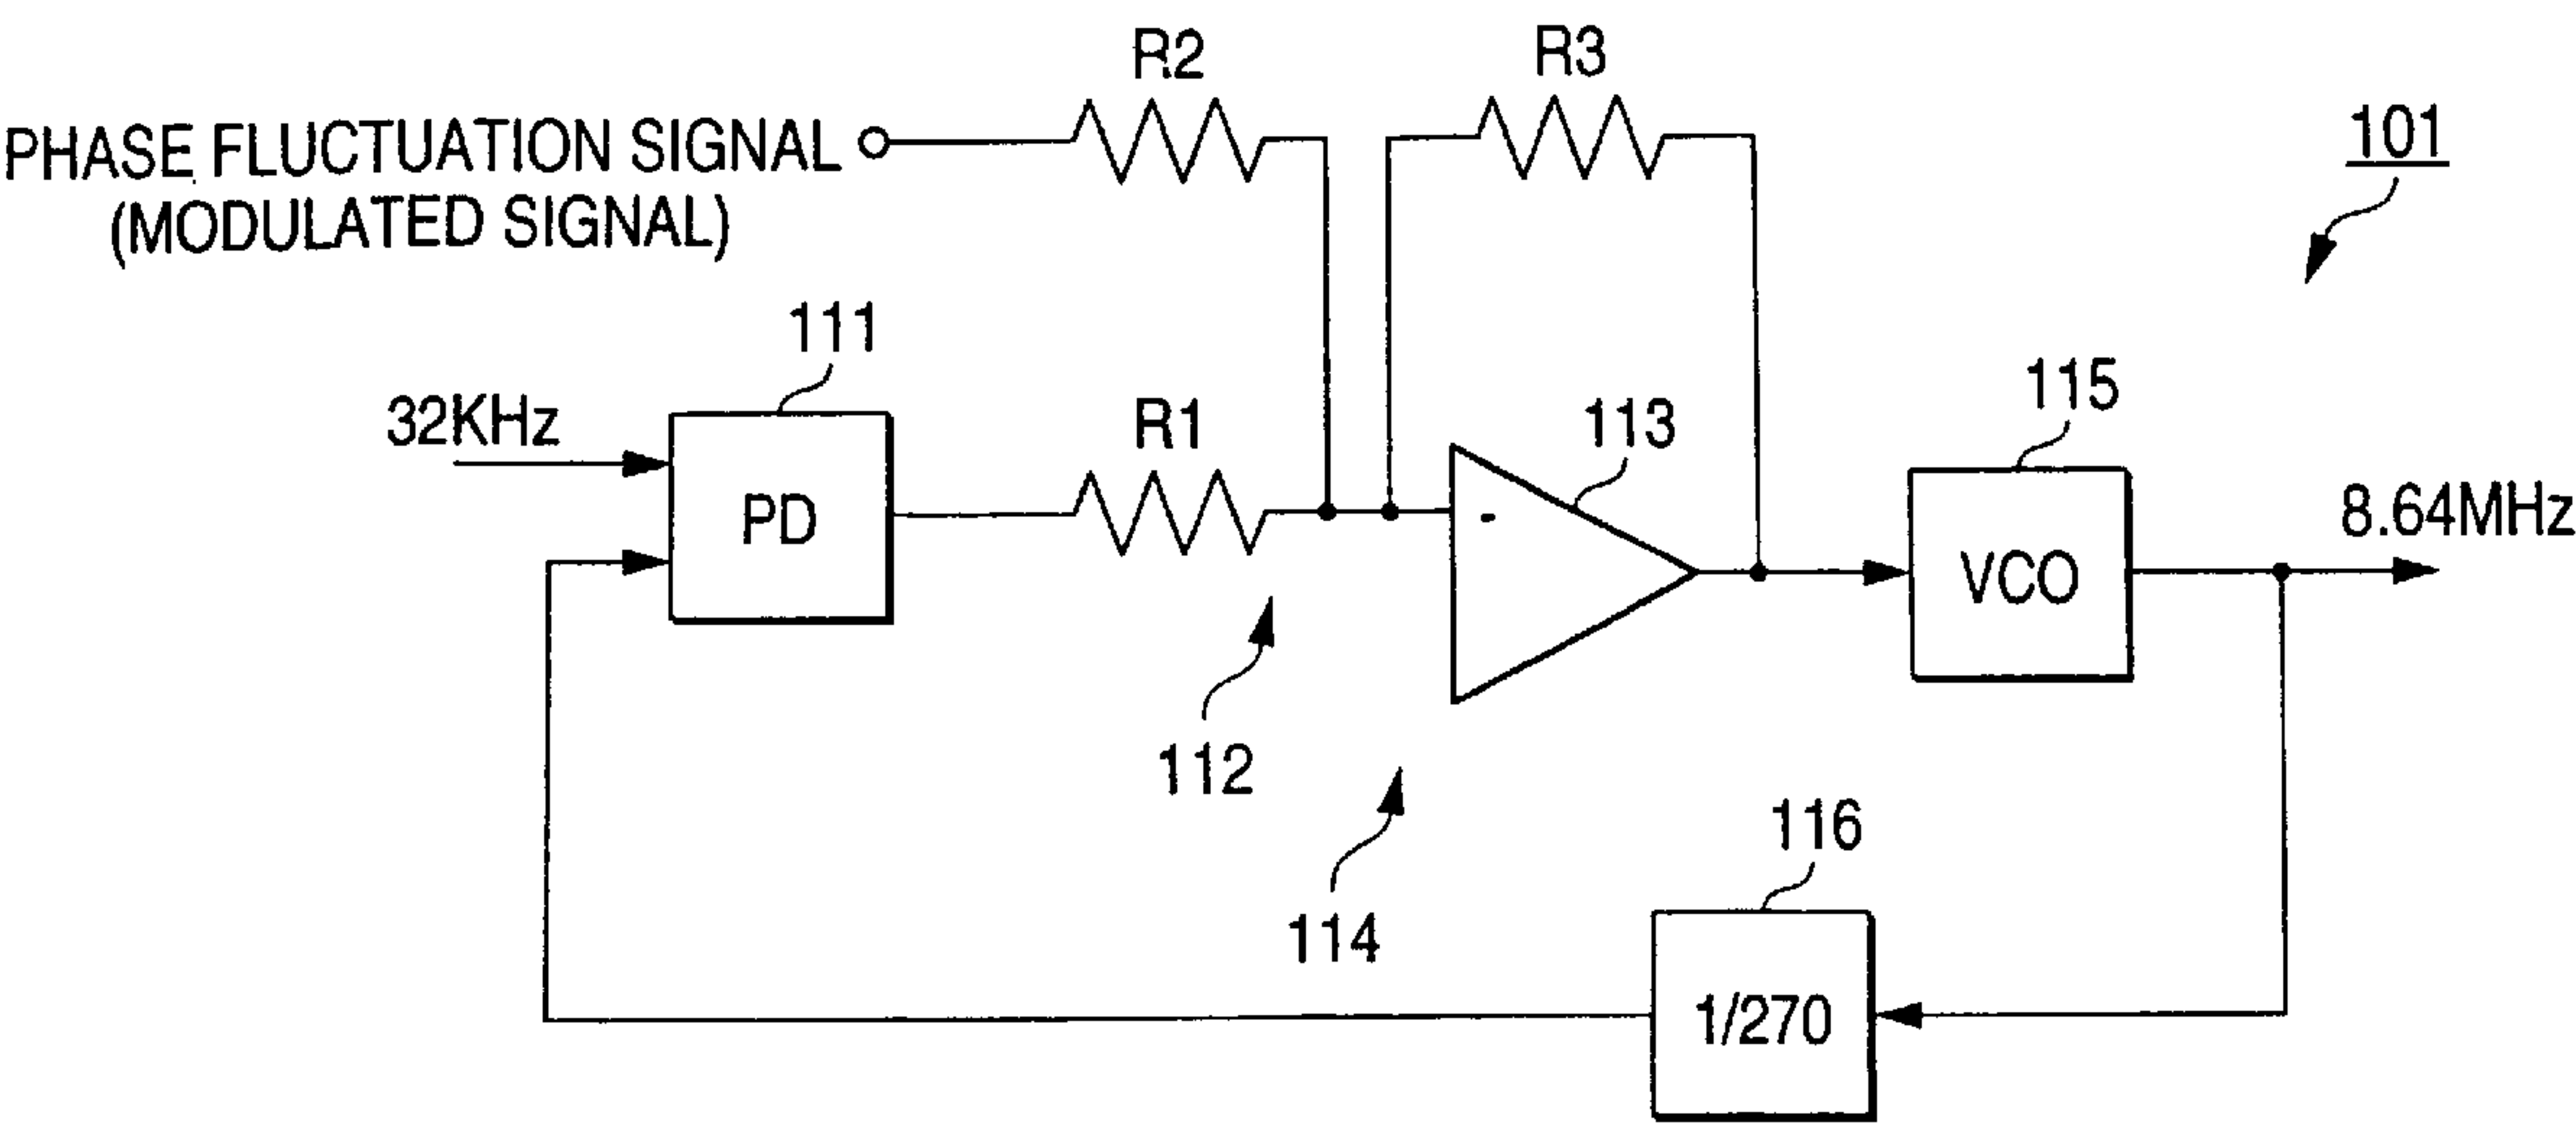 R2
R3
PHASE FLUCTUATION SIGNAL
(MODULATED SIGNAL)
101
111
32KHz
R1
113
115
PD
-
VCO
8.64MHz
112
114
116
1/270